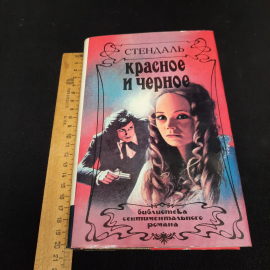 СТЕНДАЛЬ
красное
и черное
библиотека
сентиментального
романа